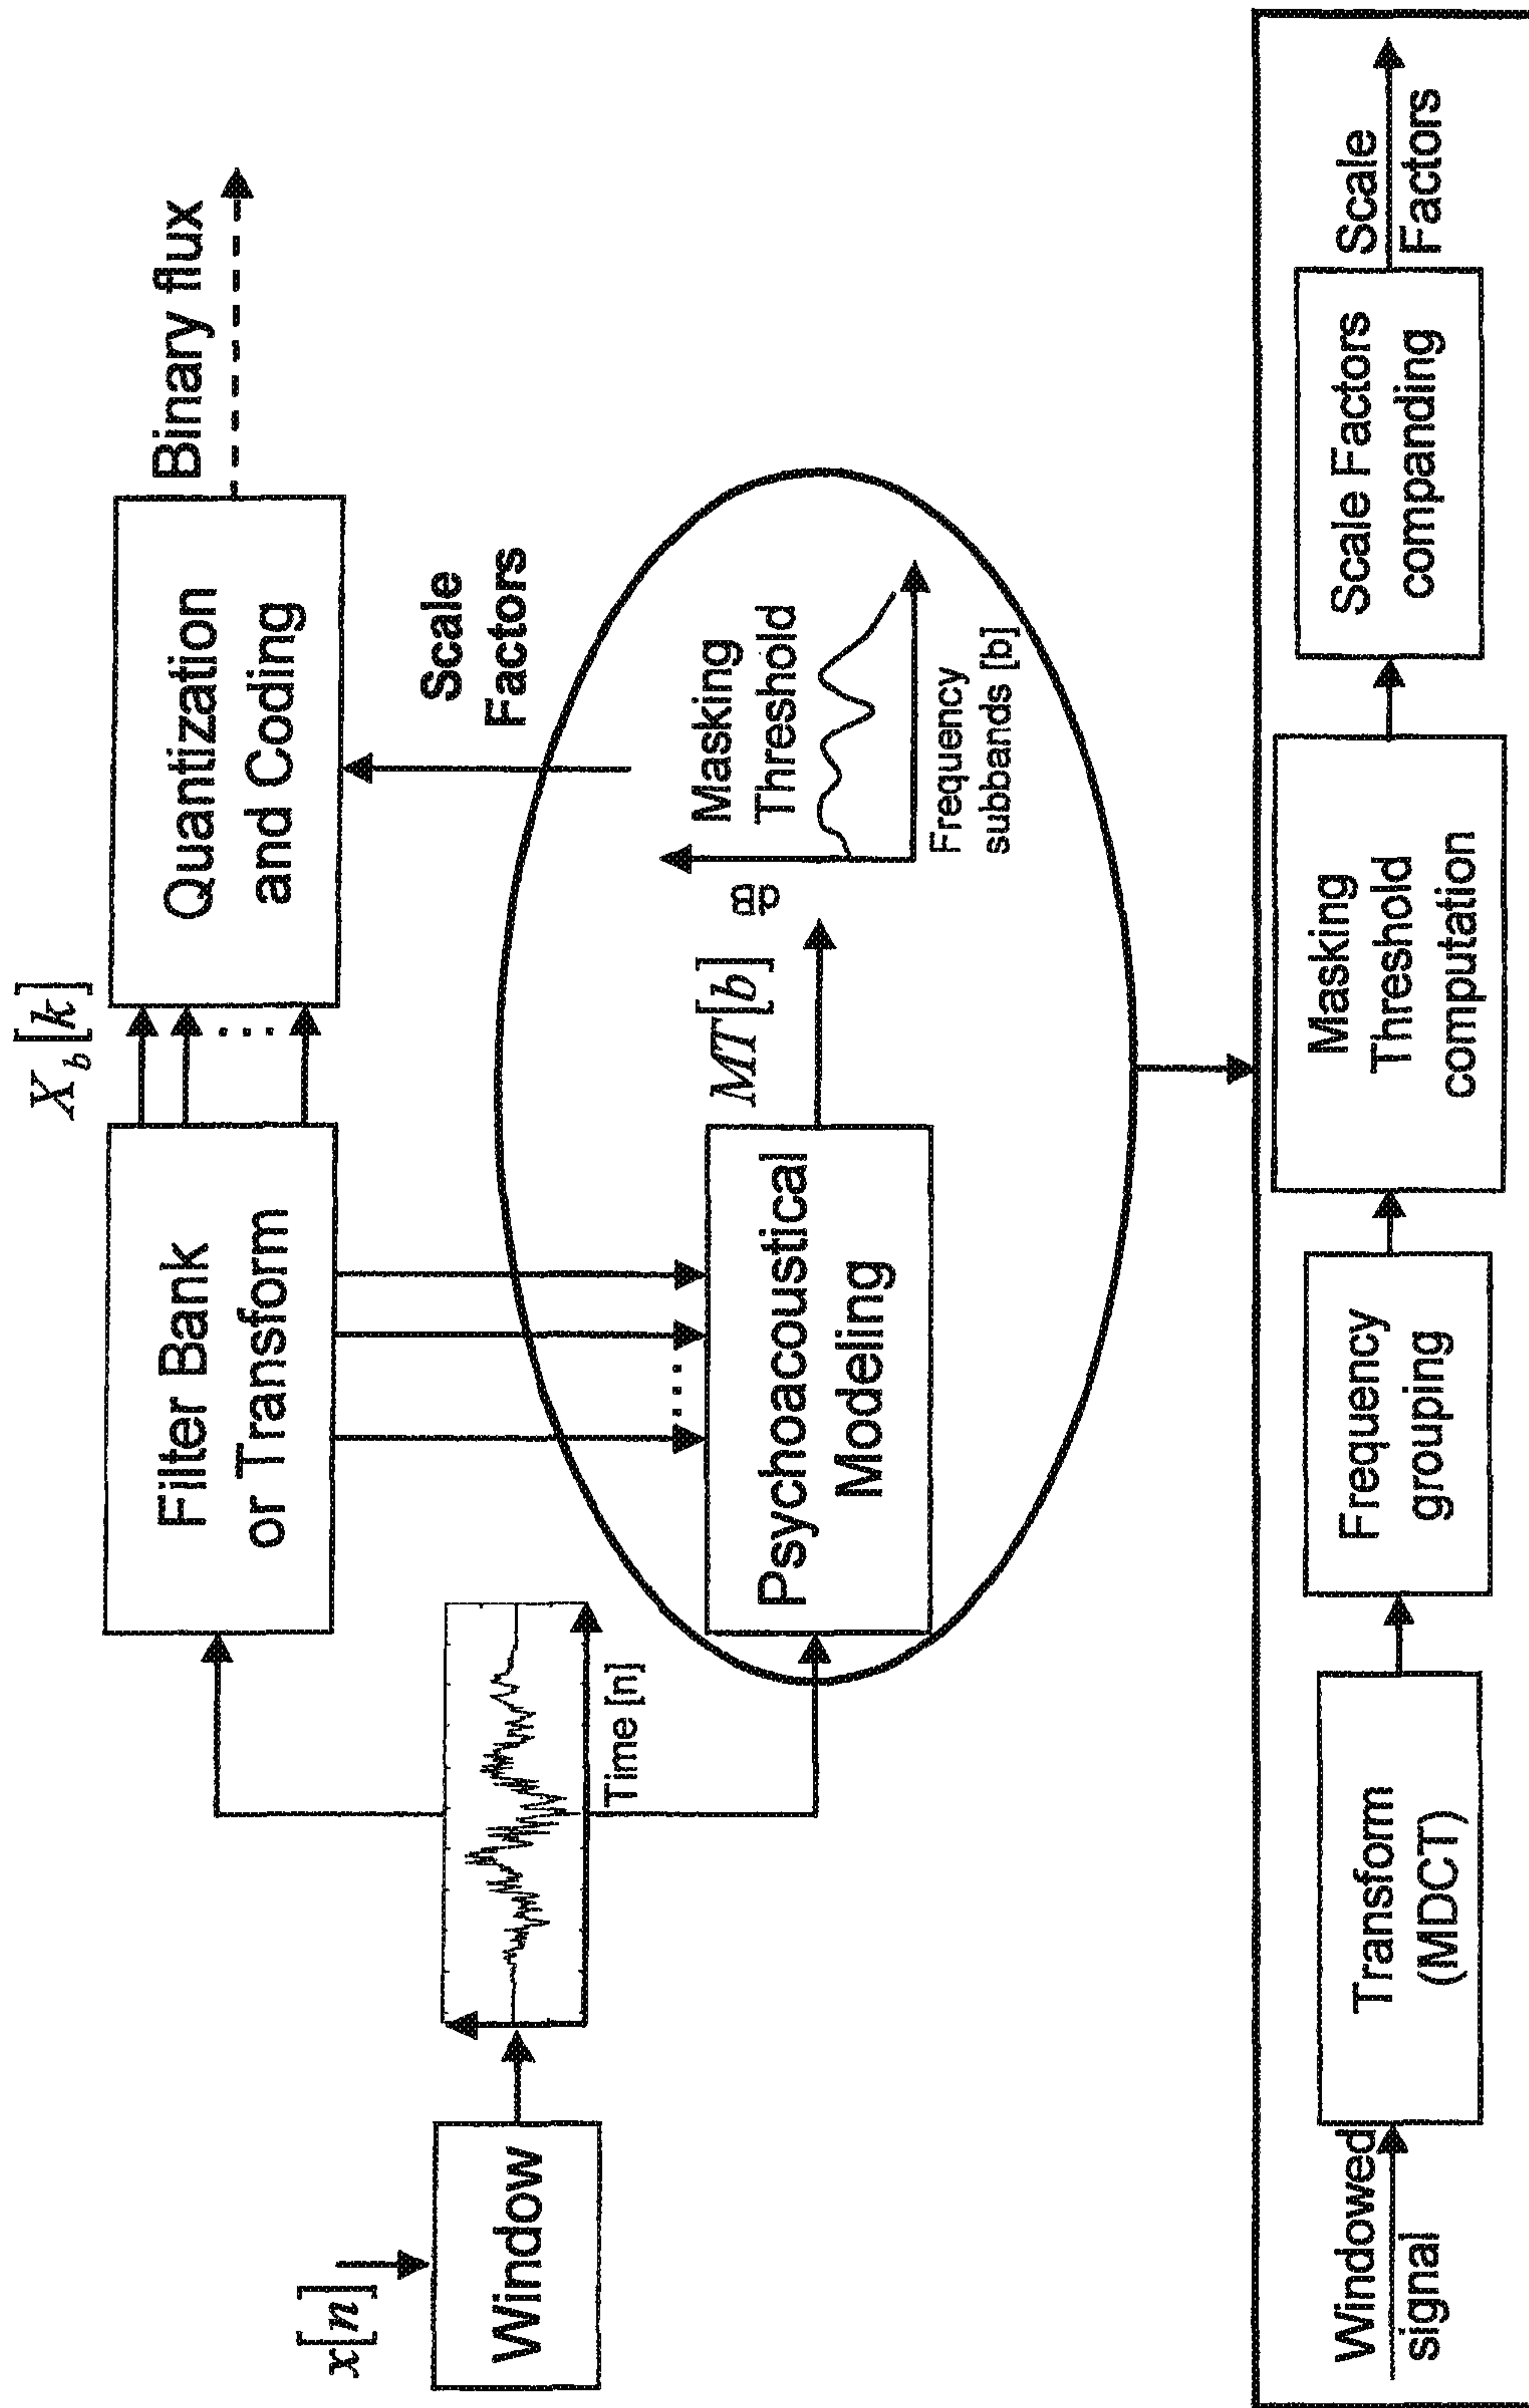 x[n]
Window
Time [n]
Filter Bank
or Transform
X_b[k]
Quantization
and Coding
Binary flux
Scale
Factors
Psychoacoustical
Modeling
MT[b]
dB
Masking
Threshold
Frequency
subbands [b]
Windowed
signal
Transform
(MDCT)
Frequency
grouping
Masking
Threshold
computation
Scale Factors
companding
Scale
Factors